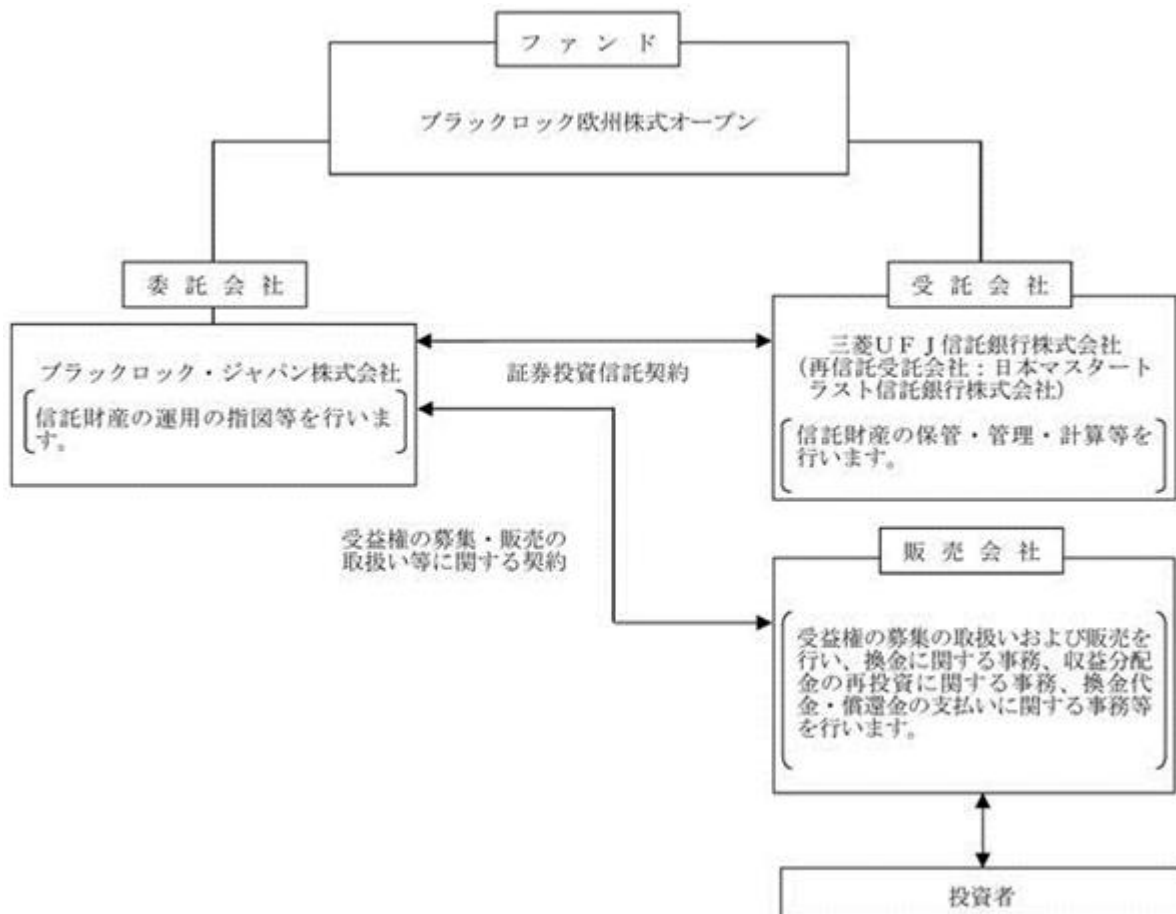 ファンド
ブラックロック欧州株式オープン
委託会社
受託会社
ブラックロック・ジャパン株式会社
信託財産の運用の指図等を行いま
す。
証券投資信託契約
三菱UFJ信託銀行株式会社
(再信託受託会社:日本マスタート
ラスト信託銀行株式会社)
信託財産の保管・管理・計算等を
行います。
受益権の募集・販売の
取扱い等に関する契約
販売会社
受益権の募集の取扱いおよび販売を
行い、換金に関する事務、収益分配
金の再投資に関する事務、換金代
金・償還金の支払いに関する事務等
を行います。
投資者